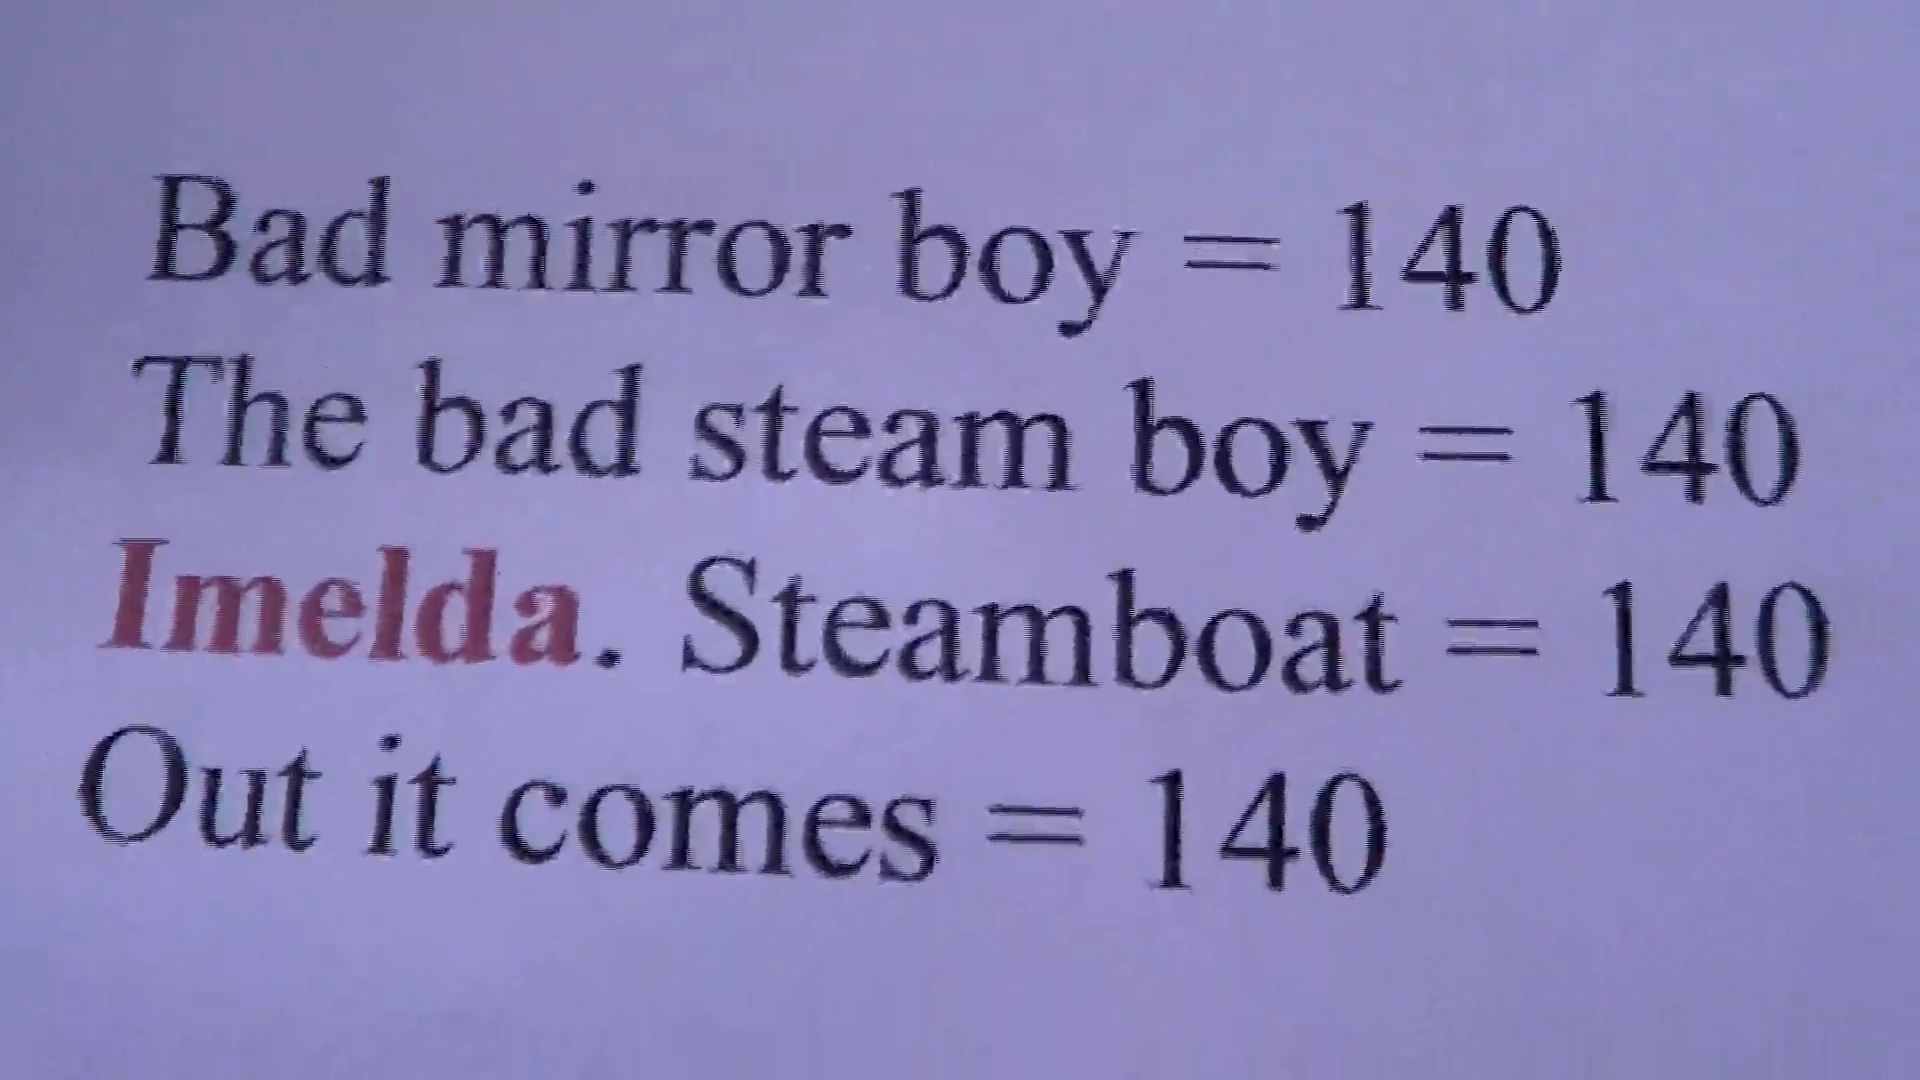 Bad mirror boy = 140
The bad steam boy = 140
Imelda. Steamboat = 140
Out it comes = 140